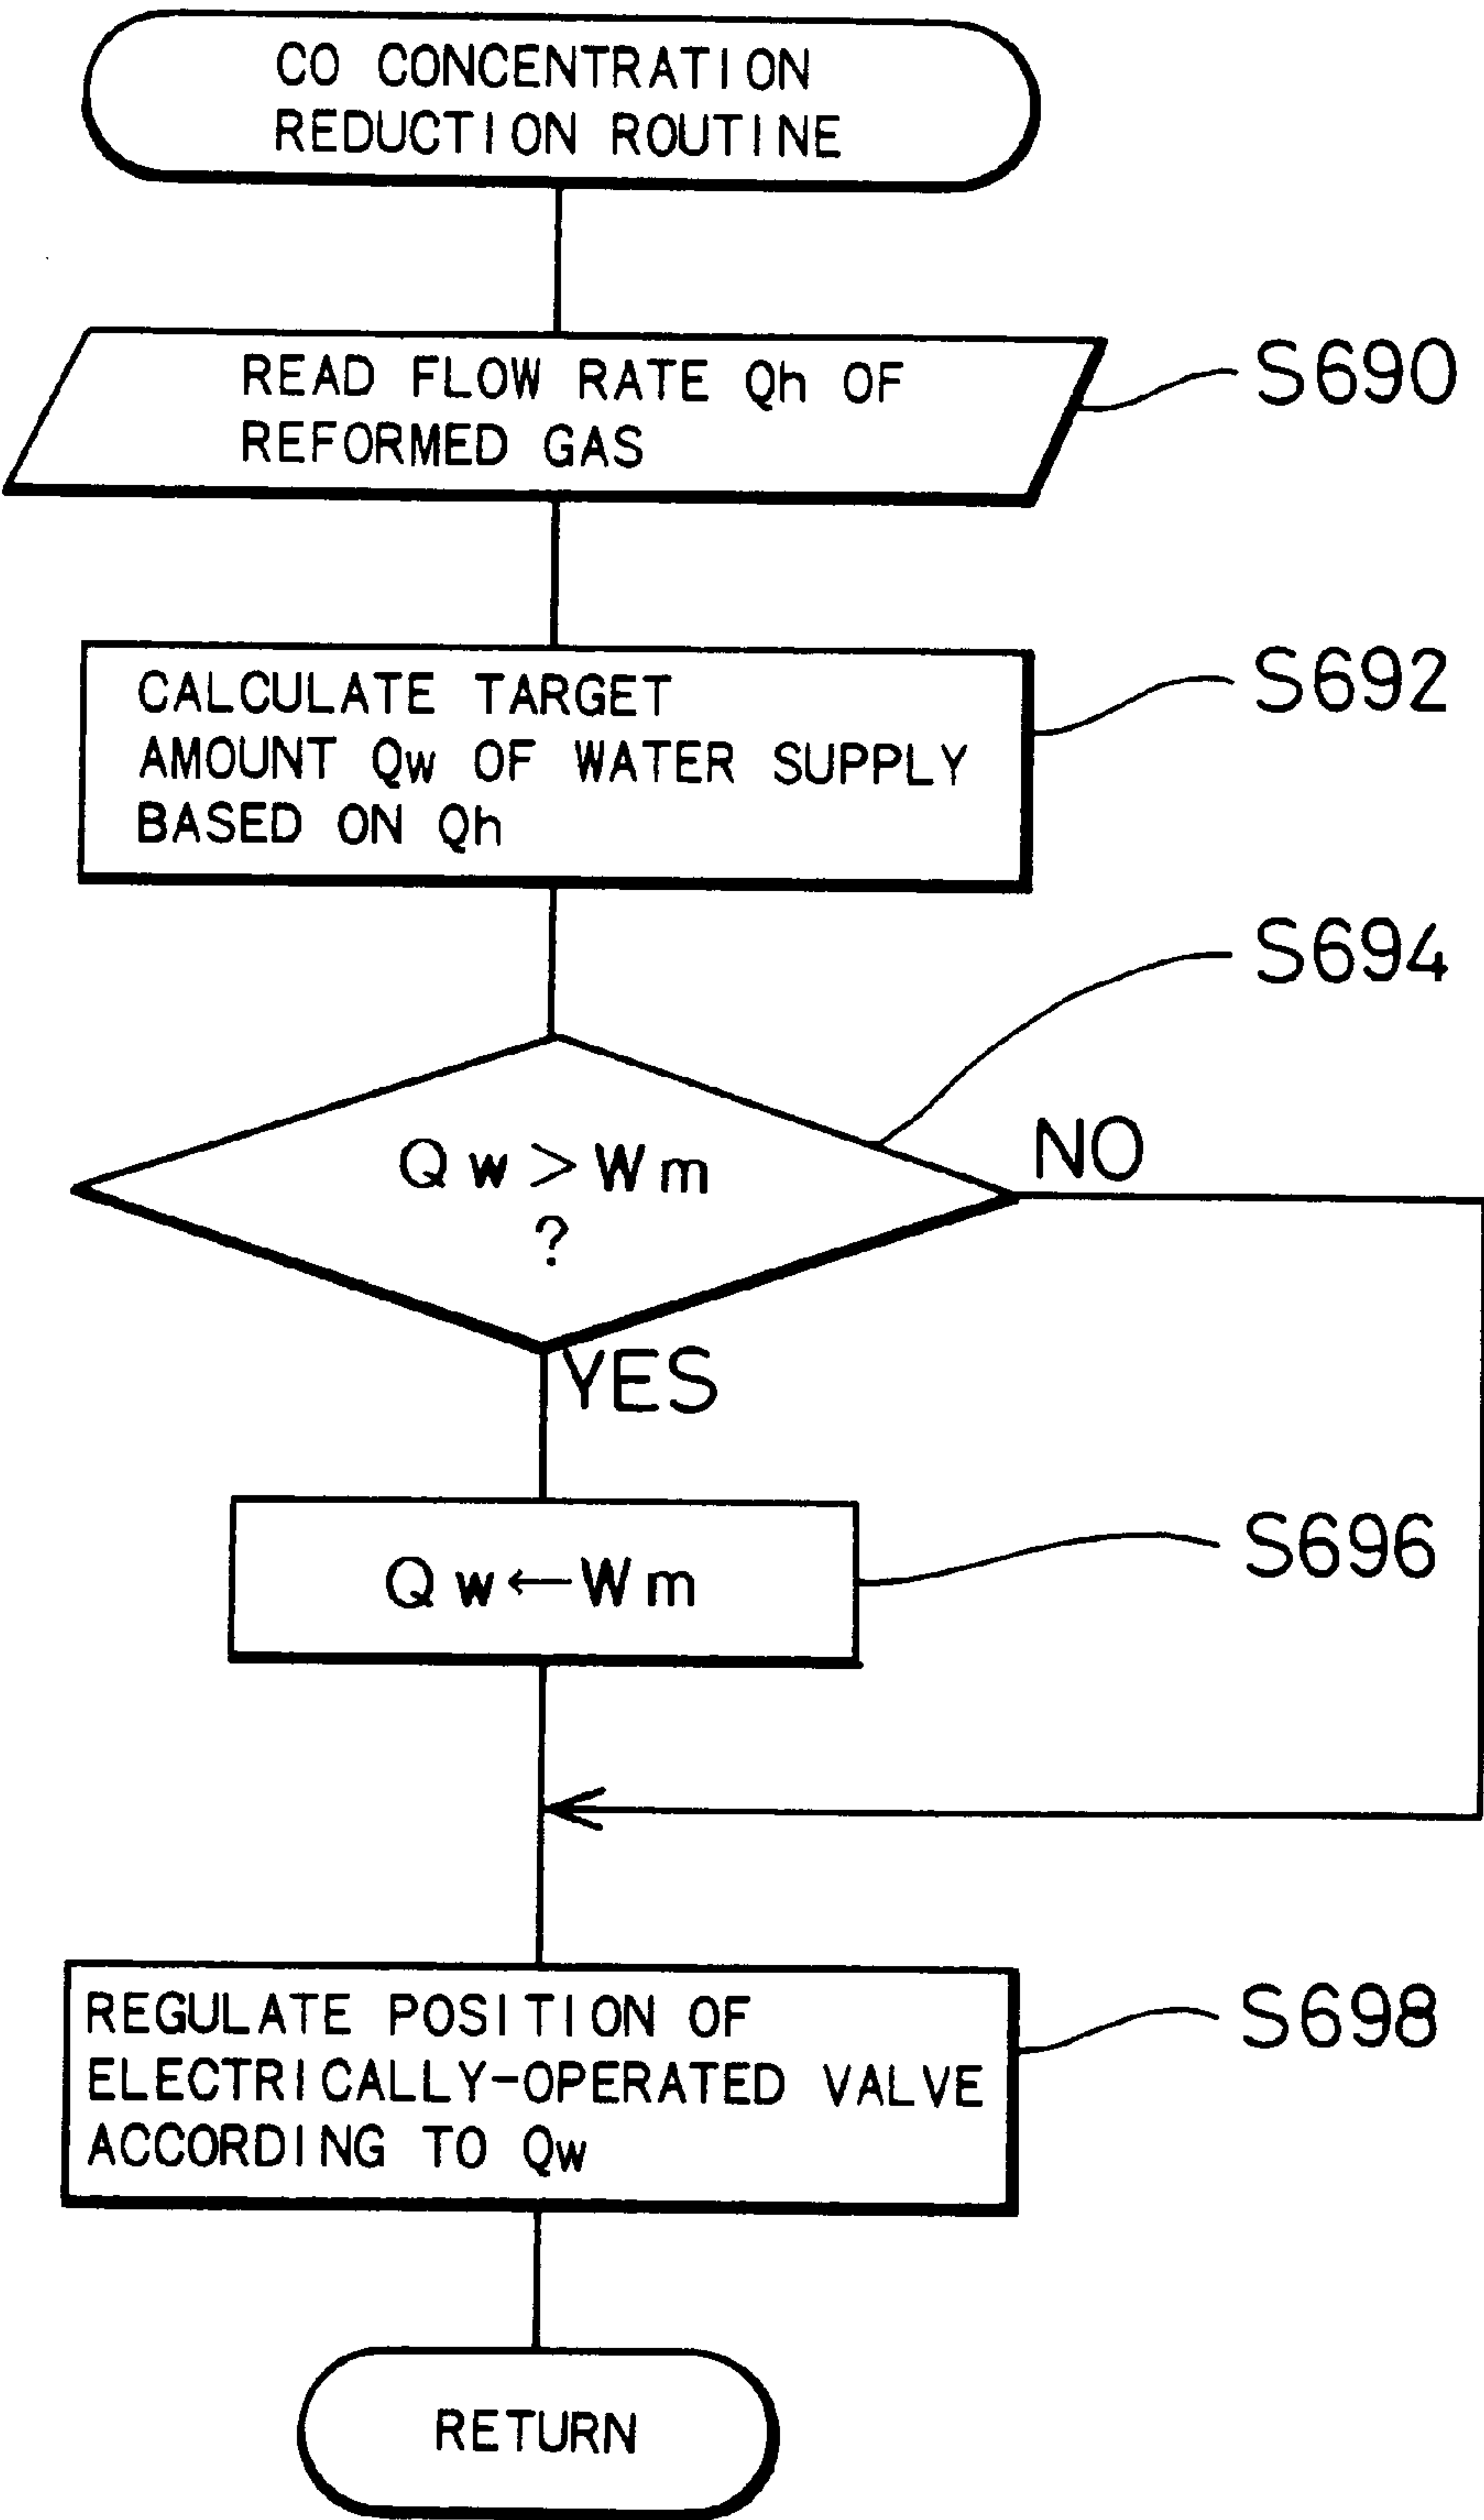 CO CONCENTRATION
REDUCTION ROUTINE
READ FLOW RATE Qh OF
REFORMED GAS
S690
CALCULATE TARGET
AMOUNT Qw OF WATER SUPPLY
BASED ON Qh
S692
S694
Qw>Wm
?
NO
YES
Qw←Wm
S696
REGULATE POSITION OF
ELECTRICALLY-OPERATED VALVE
ACCORDING TO Qw
S698
RETURN